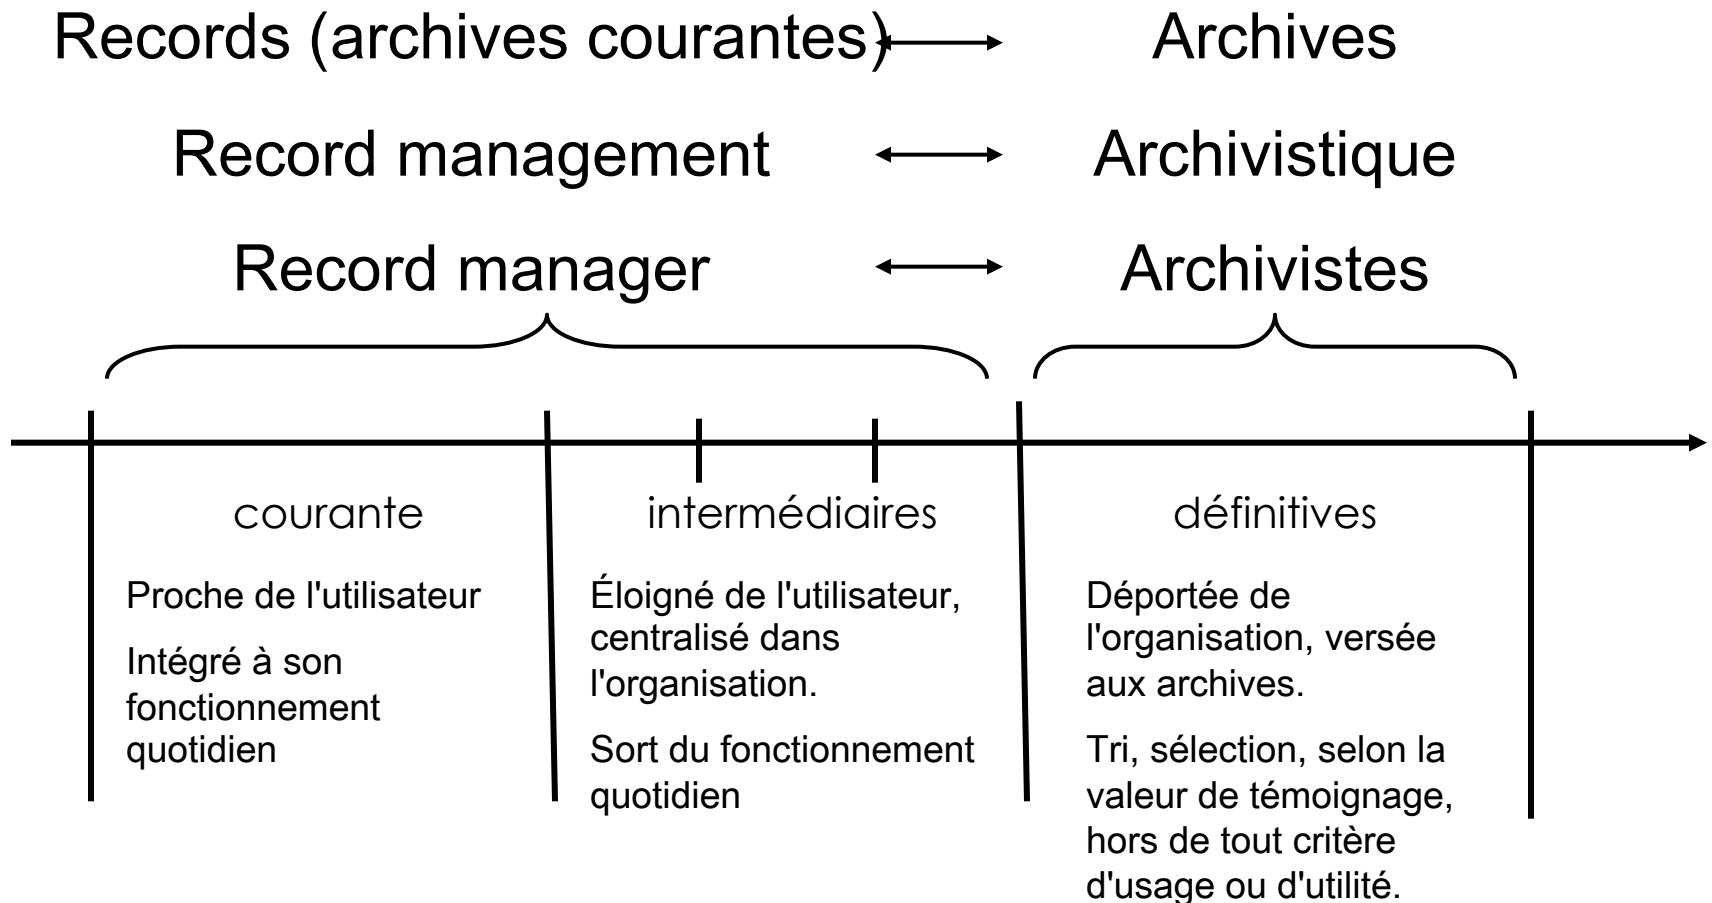 Records (archives courantes)
Archives
Record management
Archivistique
Record manager
Archivistes
courante
Proche de l'utilisateur
Intégré à son
fonctionnement
quotidien
intermédiaires
Éloigné de l'utilisateur,
centralisé dans
l'organisation.
Sort du fonctionnement
quotidien
définitives
Déportée de
l'organisation, versée
aux archives.
Tri, sélection, selon la
valeur de témoignage,
hors de tout critère
d'usage ou d'utilité.